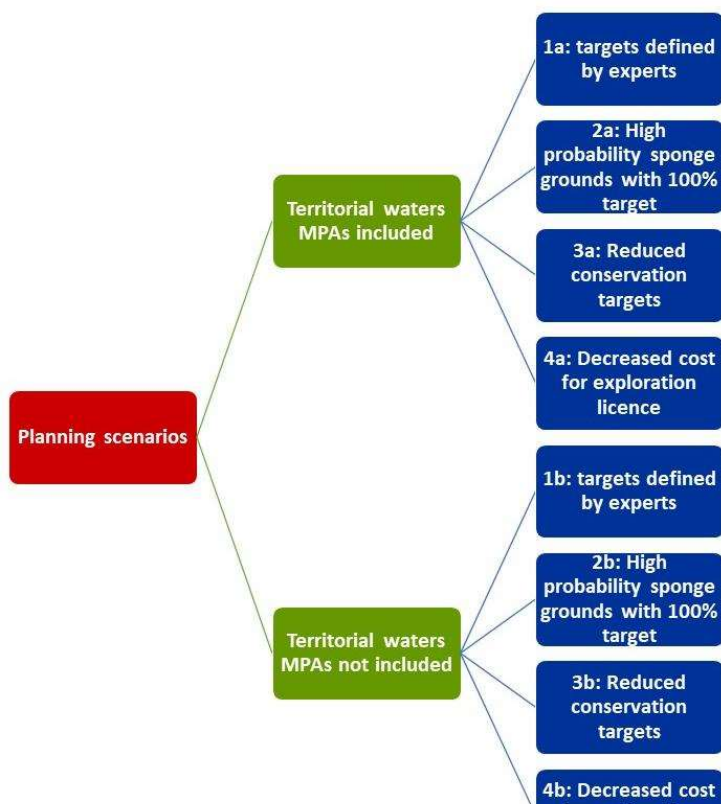 Planning scenarios
Territorial waters
MPAs included
1a: targets defined
by experts
2a: High
probability sponge
grounds with 100%
target
3a: Reduced
conservation
targets
4a: Decreased cost
for exploration
licence
Territorial waters
MPAs not included
1b: targets defined
by experts
2b: High
probability sponge
grounds with 100%
target
3b: Reduced
conservation
targets
4b: Decreased cost